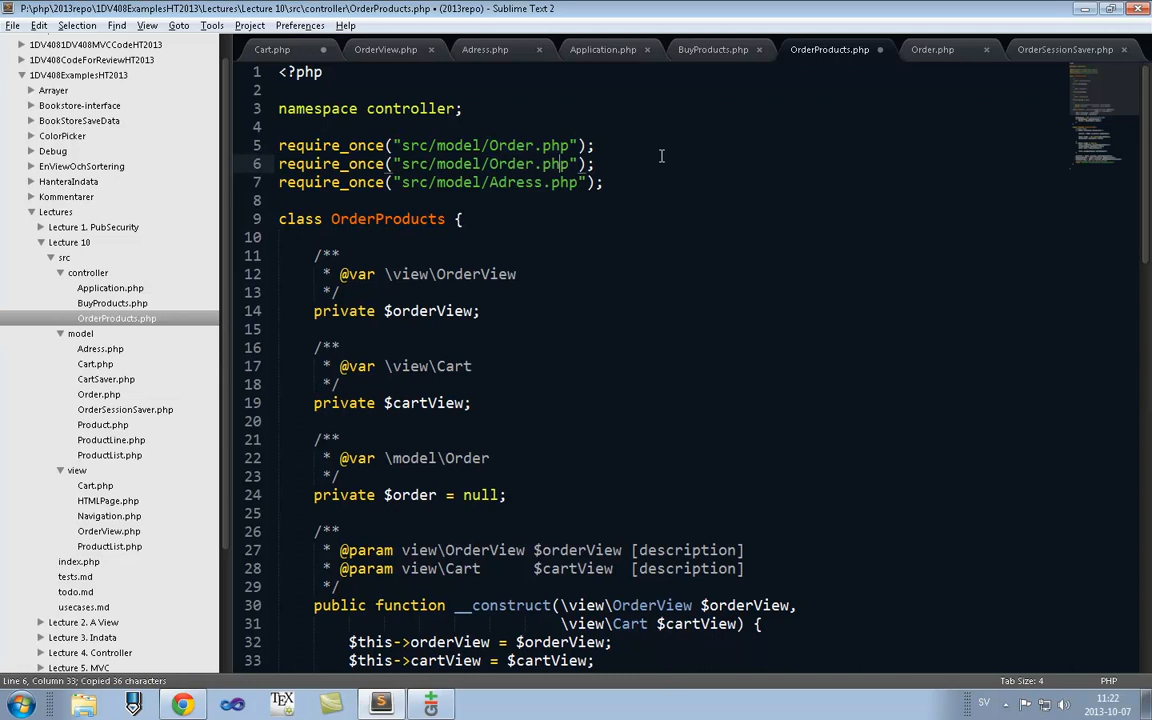 P:\php\2013repo\1DV408ExamplesHT2013\Lectures\Lecture 10\src\controller\OrderProducts.php • (2013repo) - Sublime Text 2
File Edit Selection Find View Goto Tools Project Preferences Help
1DV4081DV408MVCCodeHT2013
1DV408CodeForReviewHT2013
1DV408ExamplesHT2013
Arrayer
Bookstore-interface
BookstoreSaveData
ColorPicker
Debug
EnViewOchSortering
HanteraIndata
Kommentarer
Lectures
Lecture 1. PubSecurity
Lecture 10
src
controller
Application.php
BuyProducts.php
OrderProducts.php
model
Adress.php
Cart.php
CartSaver.php
Order.php
OrderSessionSaver.php
Product.php
ProductLine.php
ProductList.php
view
Cart.php
HTMLPage.php
Navigation.php
OrderView.php
ProductList.php
index.php
tests.md
todo.md
usecases.md
Lecture 2. A View
Lecture 3. Indata
Lecture 4. Controller
Lecture 5. MVC
Cart.php OrderView.php Adress.php Application.php BuyProducts.php OrderProducts.php Order.php OrderSessionSaver.php
1 <?php
2
3 namespace controller;
4
5 require_once("src/model/Order.php");
6 require_once("src/model/Order.php");
7 require_once("src/model/Adress.php");
8
9 class OrderProducts {
10
11 /**
12 * @var \view\OrderView
13 */
14 private $orderView;
15
16 /**
17 * @var \view\Cart
18 */
19 private $cartView;
20
21 /**
22 * @var \model\Order
23 */
24 private $order = null;
25
26 /**
27 * @param view\OrderView $orderView [description]
28 * @param view\Cart $cartView [description]
29 */
30 public function __construct(\view\OrderView $orderView,
31 \view\Cart $cartView) {
32 $this->orderView = $orderView;
33 $this->cartView = $cartView;
Line 6, Column 33; Copied 36 characters
Tab Size: 4
PHP
SV
11:22
2013-10-07